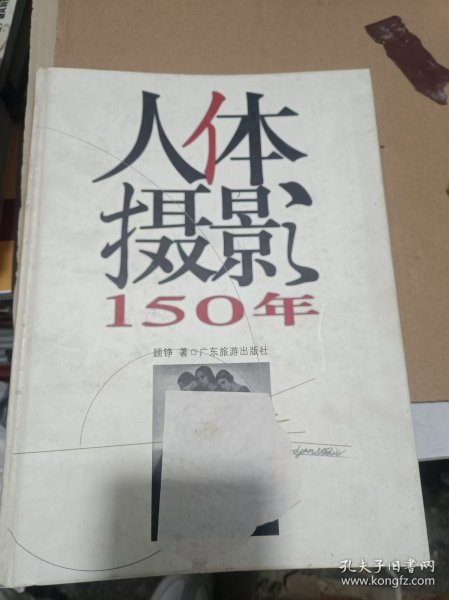 人体
摄影
150年
顾铮 著□广东旅游出版社
孔夫子旧书网
www.kongfz.com